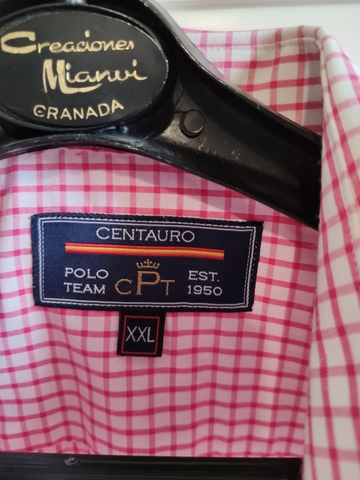 Creaciones
Mianvi
GRANADA
CENTAURO
POLO TEAM
CPT
EST. 1950
XXL